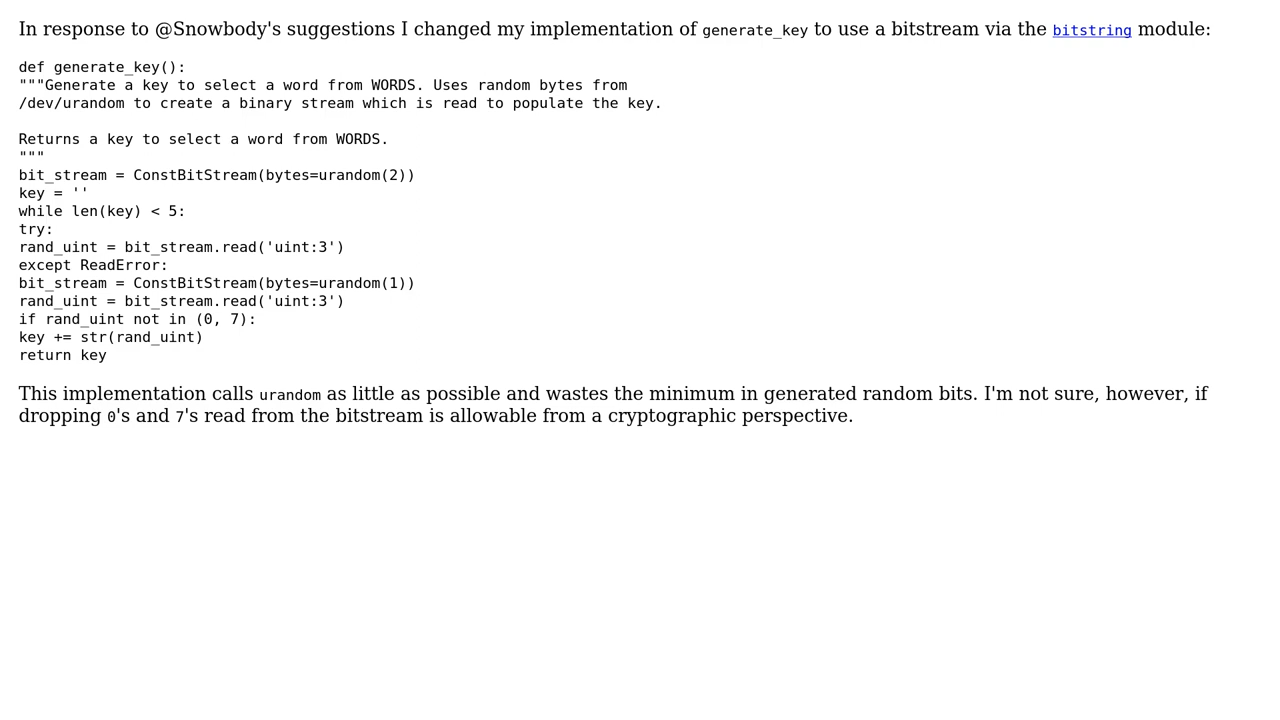 In response to @Snowbody's suggestions I changed my implementation of generate_key to use a bitstream via the bitstring module:
def generate_key():
"""Generate a key to select a word from WORDS. Uses random bytes from
/dev/urandom to create a binary stream which is read to populate the key.
Returns a key to select a word from WORDS.
"""
bit_stream = ConstBitStream(bytes=urandom(2))
key = ''
while len(key) < 5:
try:
rand_uint = bit_stream.read('uint:3')
except ReadError:
bit_stream = ConstBitStream(bytes=urandom(1))
rand_uint = bit_stream.read('uint:3')
if rand_uint not in (0, 7):
key += str(rand_uint)
return key
This implementation calls urandom as little as possible and wastes the minimum in generated random bits. I'm not sure, however, if
dropping 0's and 7's read from the bitstream is allowable from a cryptographic perspective.